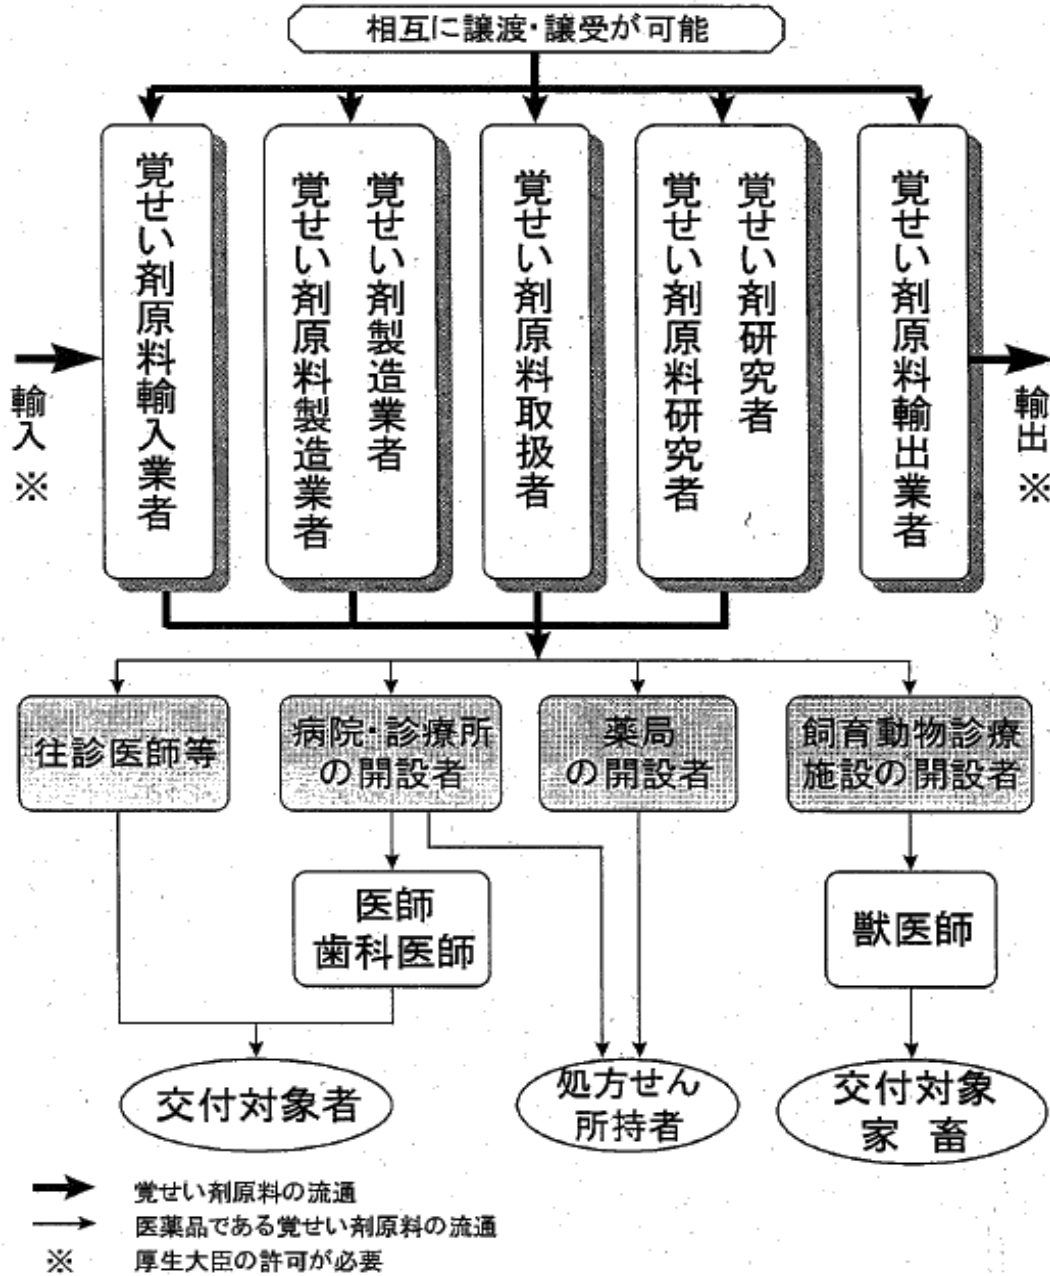 相互に譲渡・譲受が可能
覚せい剤原料輸入業者
覚せい剤製造業者
覚せい剤原料製造業者
覚せい剤原料取扱者
覚せい剤研究者
覚せい剤原料研究者
覚せい剤原料輸出業者
輸入※
輸出※
往診医師等
病院・診療所
の開設者
薬局
の開設者
飼育動物診療
施設の開設者
医師
歯科医師
獣医師
交付対象者
処方せん
所持者
交付対象
家 畜
覚せい剤原料の流通
医薬品である覚せい剤原料の流通
※ 厚生大臣の許可が必要